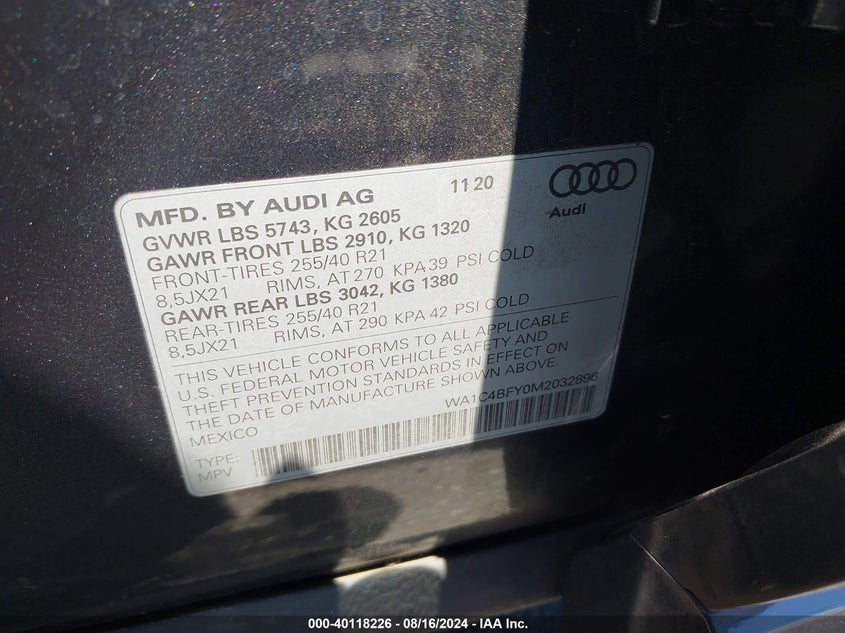 MFD. BY AUDI AG 11 20
Audi
GVWR LBS 5743, KG 2605
GAWR FRONT LBS 2910, KG 1320
FRONT-TIRES 255/40 R21
8,5JX21 RIMS, AT 270 KPA 39 PSI COLD
GAWR REAR LBS 3042, KG 1380
REAR-TIRES 255/40 R21
8,5JX21 RIMS, AT 290 KPA 42 PSI COLD
THIS VEHICLE CONFORMS TO ALL APPLICABLE
U.S. FEDERAL MOTOR VEHICLE SAFETY AND
THEFT PREVENTION STANDARDS IN EFFECT ON
THE DATE OF MANUFACTURE SHOWN ABOVE.
MEXICO WA1C4BFY0M2032896
TYPE:
MPV
000-40118226 - 08/16/2024 - IAA Inc.